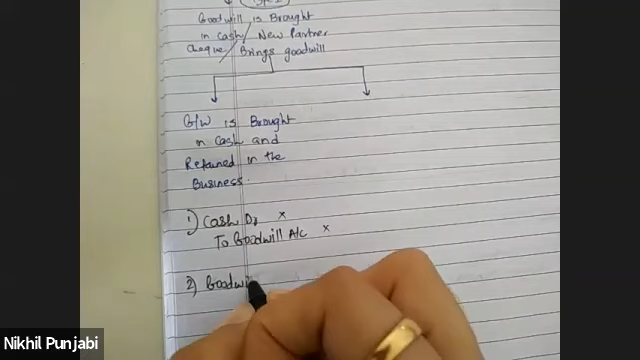 Goodwill is Brought
in Cash / New Partner
Cheque / Brings goodwill
G/W is Brought
in Cash and
Retained in the
Business.
1) Cash Dr x
To Goodwill A/c x
2) Goodwi
Nikhil Punjabi